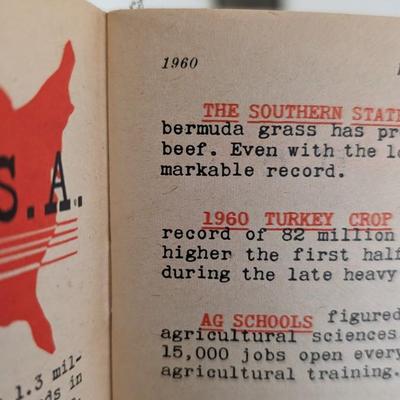 S.A.
1.3 mil-
in
1960
THE SOUTHERN STATE
bermuda grass has pr
beef. Even with the l
markable record.
1960 TURKEY CROP
record of 82 million
higher the first half
during the late heavy
AG SCHOOLS figured
agricultural sciences
15,000 jobs open every
agricultural training.